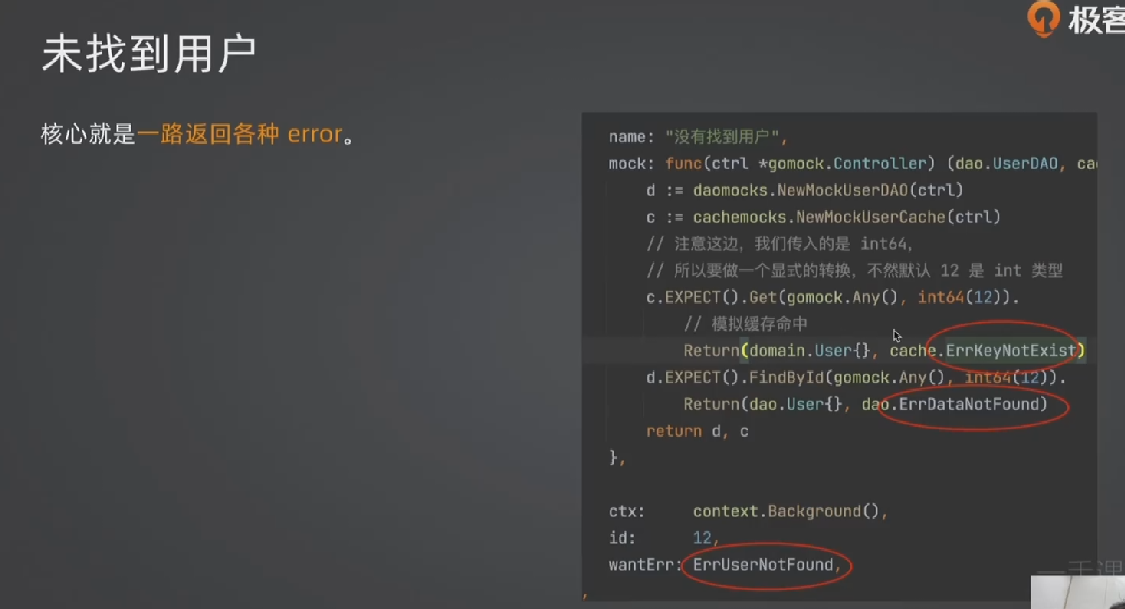 极客
未找到用户
核心就是一路返回各种 error。
name: "没有找到用户",
mock: func(ctrl *gomock.Controller) (dao.UserDAO, cac
d := daomocks.NewMockUserDAO(ctrl)
c := cachemocks.NewMockUserCache(ctrl)
// 注意这边，我们传入的是 int64，
// 所以要做一个显式的转换，不然默认 12 是 int 类型
c.EXPECT().Get(gomock.Any(), int64(12)).
// 模拟缓存命中
Return(domain.User{}, cache.ErrKeyNotExist)
d.EXPECT().FindById(gomock.Any(), int64(12)).
Return(dao.User{}, dao.ErrDataNotFound)
return d, c
},
ctx: context.Background(),
id: 12,
wantErr: ErrUserNotFound,
,